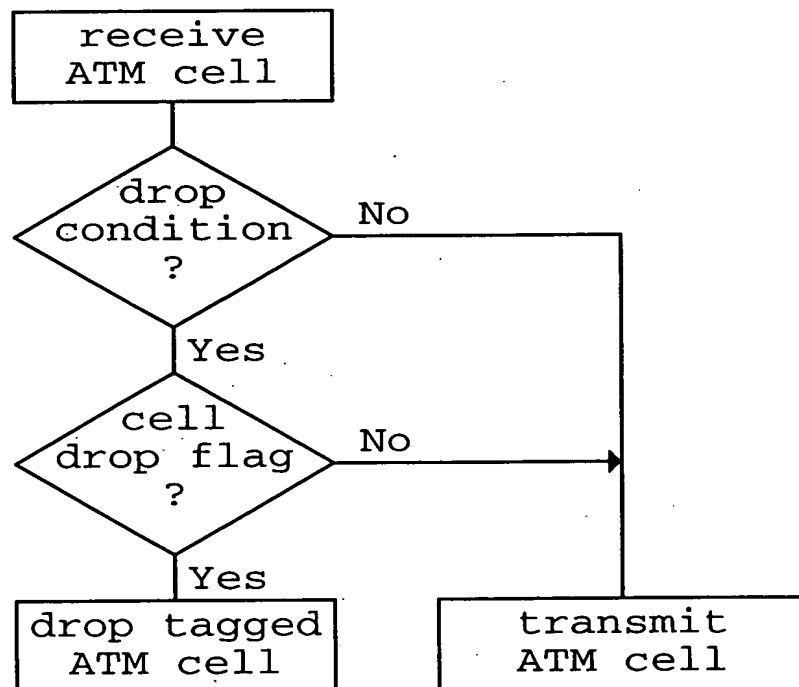 receive
ATM cell
drop
condition
?
No
Yes
cell
drop flag
?
No
Yes
drop tagged
ATM cell
transmit
ATM cell